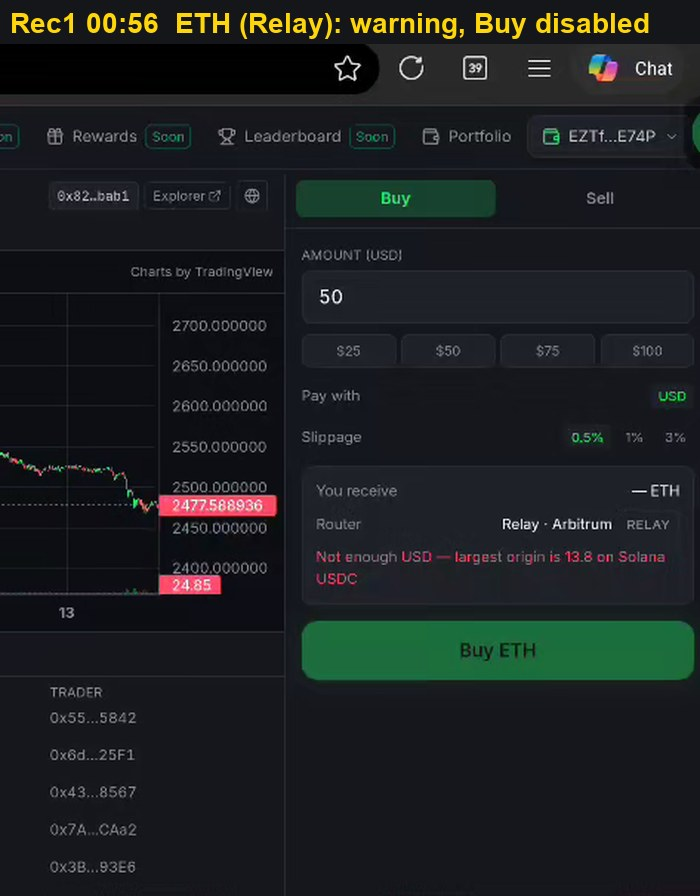 Rec1 00:56 ETH (Relay): warning, Buy disabled
39
Chat
on
Rewards Soon
Leaderboard Soon
Portfolio
EZTf...E74P
0x82…bab1
Explorer
Buy
Sell
Charts by TradingView
2700.000000
2650.000000
2600.000000
2550.000000
2500.000000
2477.588936
2450.000000
2400.000000
24.85
13
AMOUNT (USD)
50
$25
$50
$75
$100
Pay with
USD
Slippage
0.5%
1%
3%
You receive
— ETH
Router
Relay · Arbitrum RELAY
Not enough USD — largest origin is 13.8 on Solana
USDC
Buy ETH
TRADER
0x55...5842
0x6d...25F1
0x43...8567
0x7A...CAa2
0x3B...93E6